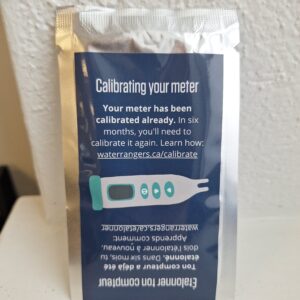 Calibrating your meter
Your meter has been
calibrated already. In six
months, you'll need to
calibrate it again. Learn how:
waterrangers.ca/calibrate
Étalonner ton compteur
Ton compteur a déjà été
étalonné. Dans six mois, tu
dois l'étalonner à nouveau.
Apprends comment:
waterrangers.ca/etalonner